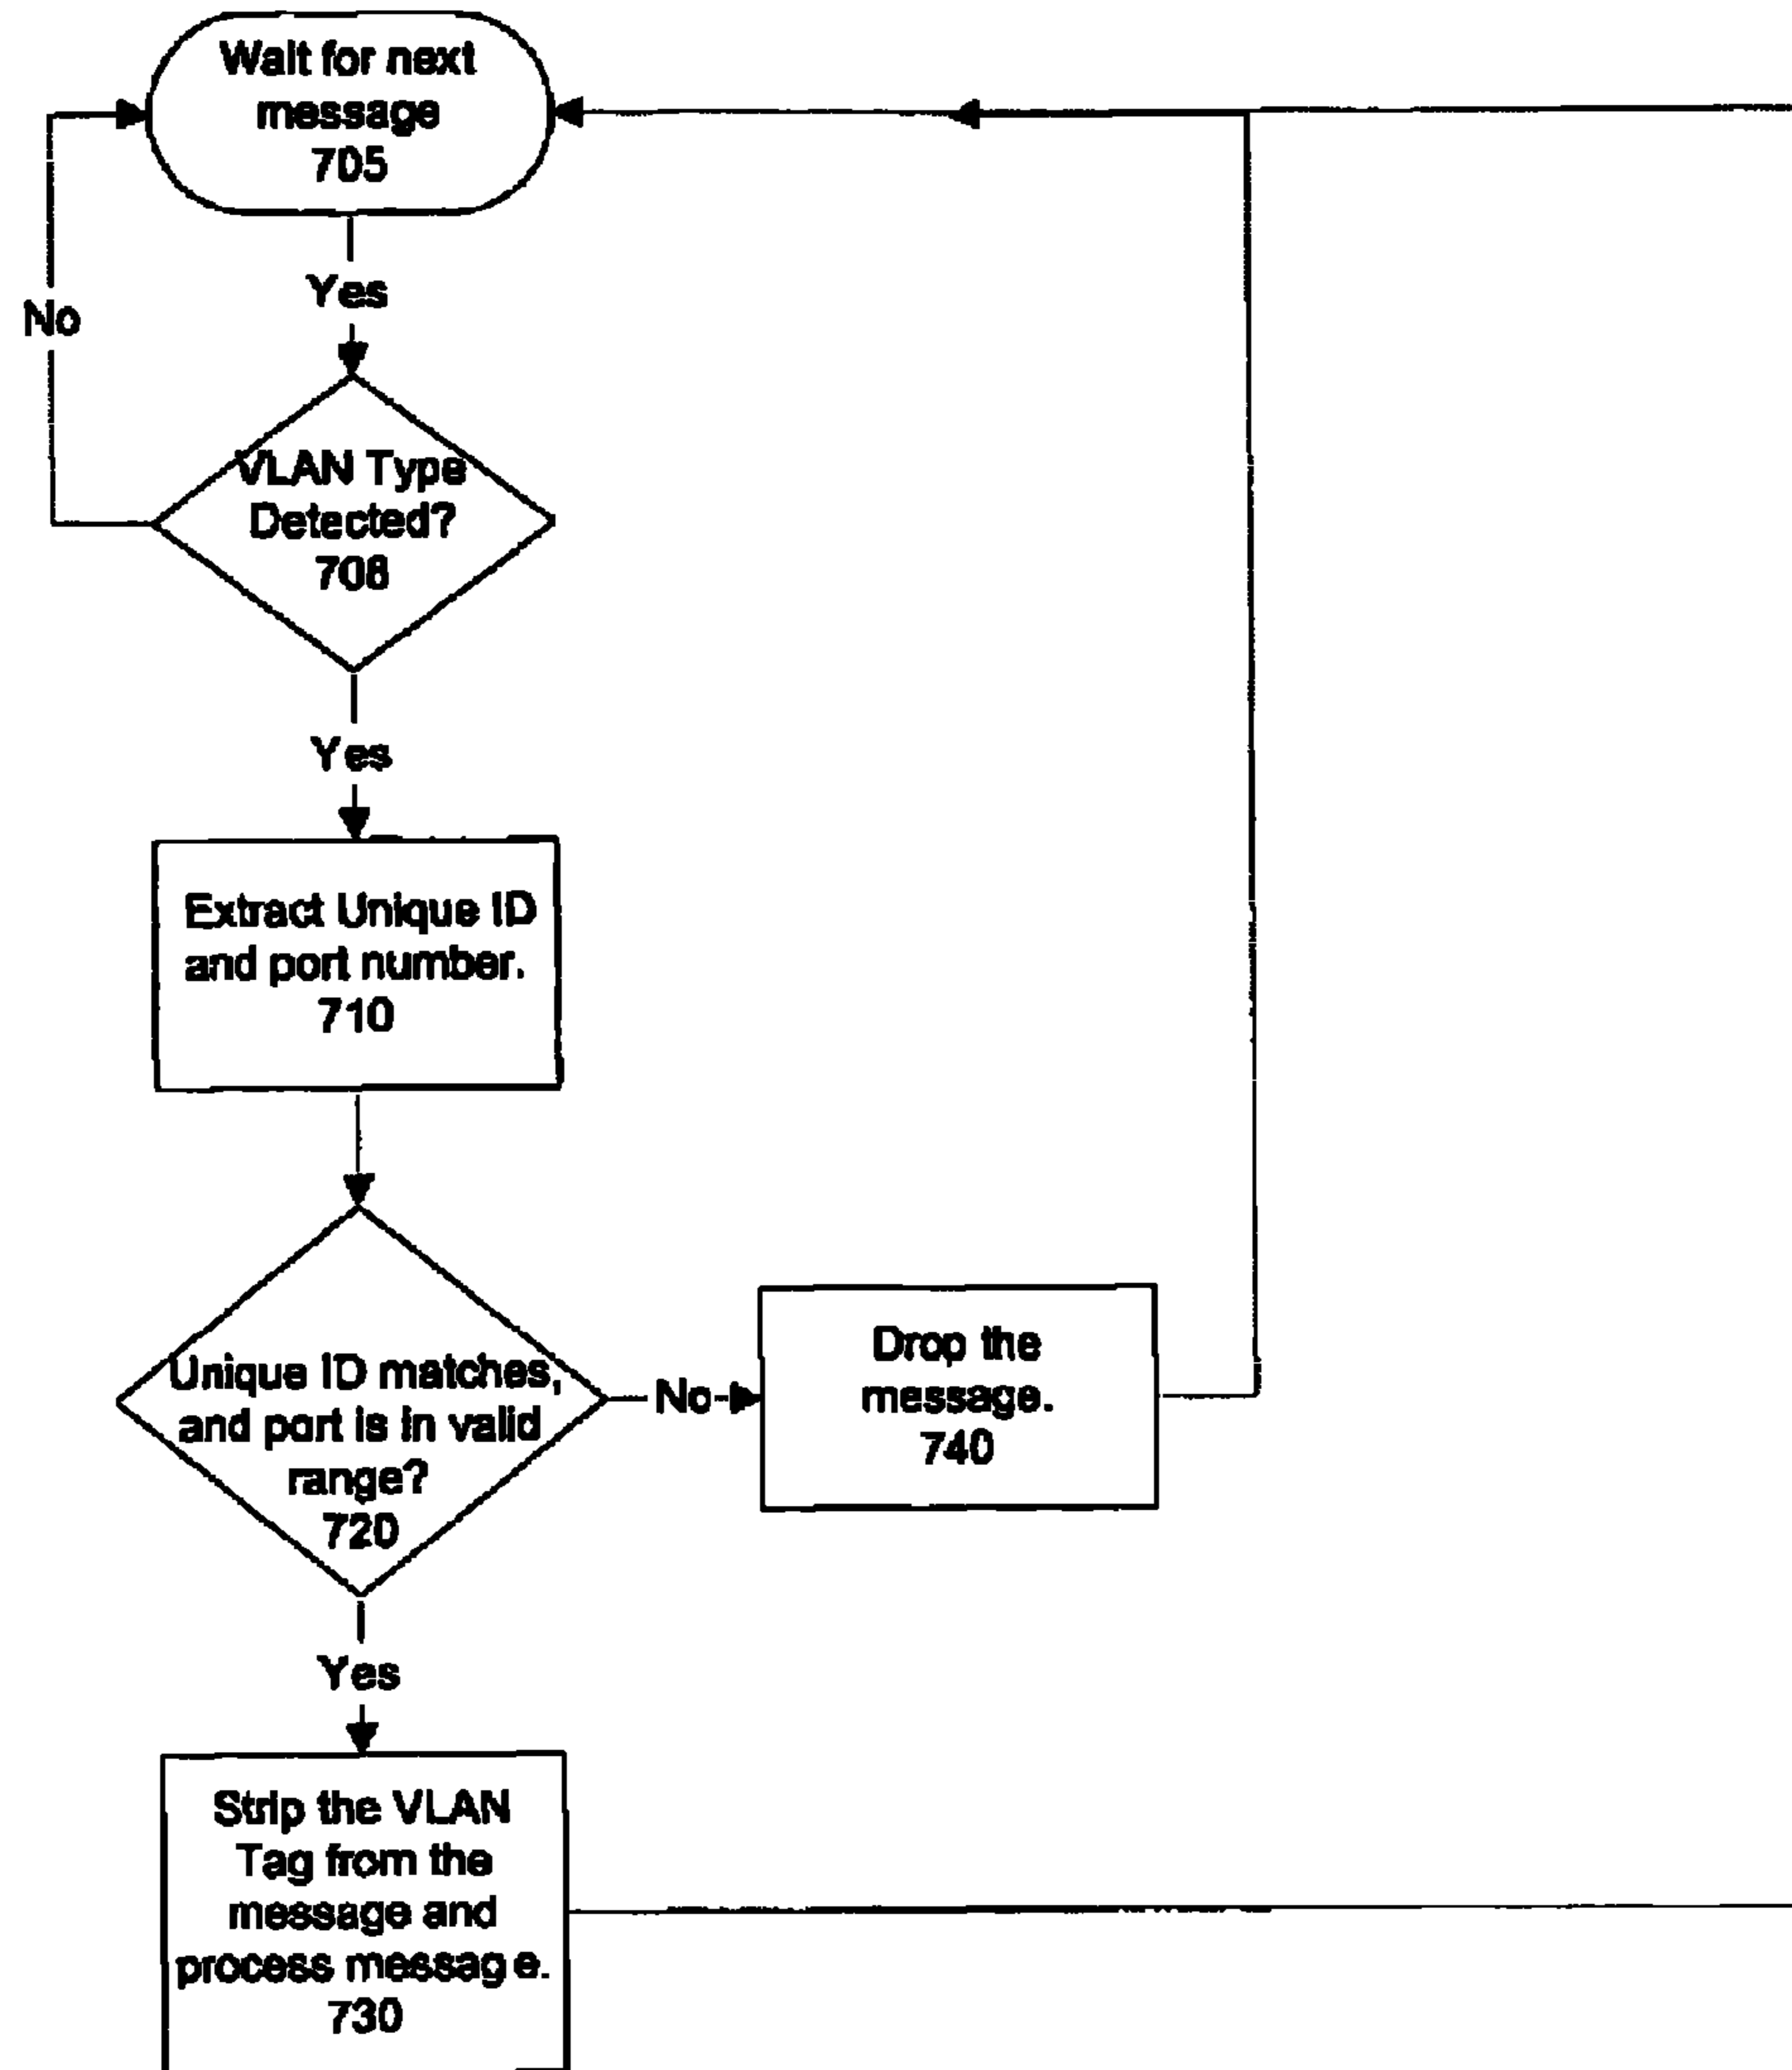 Wait for next
message
705
Yes
No
VLAN Type
Detected?
708
Yes
Extract Unique ID
and port number.
710
Unique ID matches,
and port is in valid
range?
720
No
Drop the
message.
740
Yes
Strip the VLAN
Tag from the
message and
process message.
730